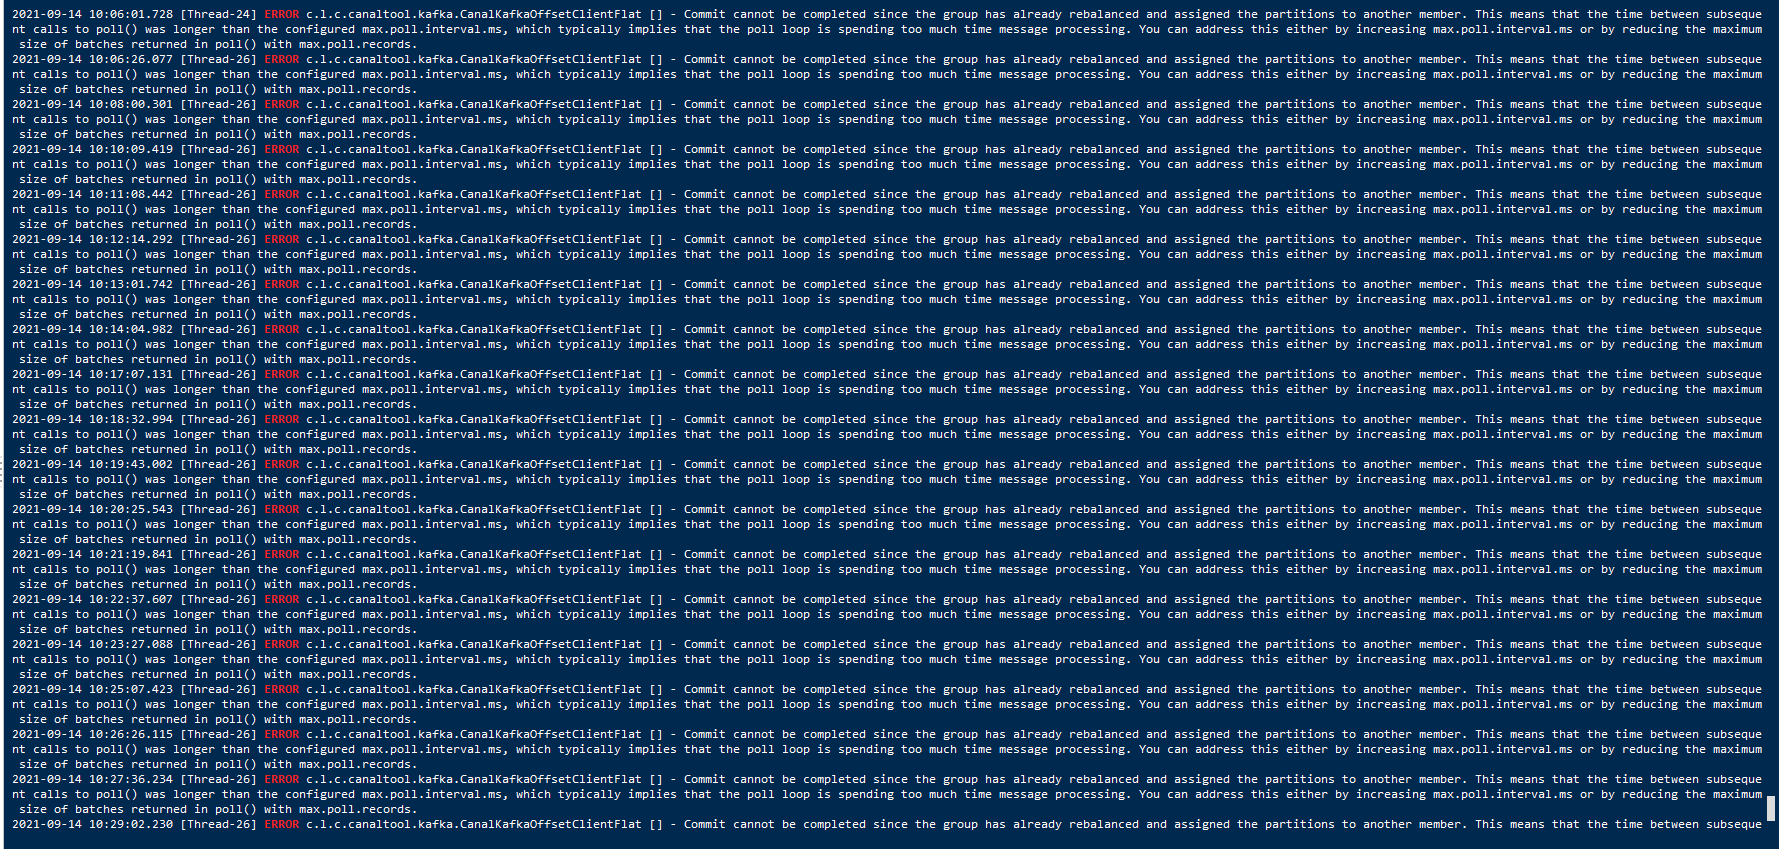 2021-09-14 10:06:01.728 [Thread-24] ERROR c.l.c.canaltool.kafka.CanalKafkaOffsetClientFlat [] - Commit cannot be completed since the group has already rebalanced and assigned the partitions to another member. This means that the time between subseque
nt calls to poll() was longer than the configured max.poll.interval.ms, which typically implies that the poll loop is spending too much time message processing. You can address this either by increasing max.poll.interval.ms or by reducing the maximum
size of batches returned in poll() with max.poll.records.
2021-09-14 10:06:26.077 [Thread-26] ERROR c.l.c.canaltool.kafka.CanalKafkaOffsetClientFlat [] - Commit cannot be completed since the group has already rebalanced and assigned the partitions to another member. This means that the time between subseque
nt calls to poll() was longer than the configured max.poll.interval.ms, which typically implies that the poll loop is spending too much time message processing. You can address this either by increasing max.poll.interval.ms or by reducing the maximum
size of batches returned in poll() with max.poll.records.
2021-09-14 10:08:00.301 [Thread-26] ERROR c.l.c.canaltool.kafka.CanalKafkaOffsetClientFlat [] - Commit cannot be completed since the group has already rebalanced and assigned the partitions to another member. This means that the time between subseque
nt calls to poll() was longer than the configured max.poll.interval.ms, which typically implies that the poll loop is spending too much time message processing. You can address this either by increasing max.poll.interval.ms or by reducing the maximum
size of batches returned in poll() with max.poll.records.
2021-09-14 10:10:09.419 [Thread-26] ERROR c.l.c.canaltool.kafka.CanalKafkaOffsetClientFlat [] - Commit cannot be completed since the group has already rebalanced and assigned the partitions to another member. This means that the time between subseque
nt calls to poll() was longer than the configured max.poll.interval.ms, which typically implies that the poll loop is spending too much time message processing. You can address this either by increasing max.poll.interval.ms or by reducing the maximum
size of batches returned in poll() with max.poll.records.
2021-09-14 10:11:08.442 [Thread-26] ERROR c.l.c.canaltool.kafka.CanalKafkaOffsetClientFlat [] - Commit cannot be completed since the group has already rebalanced and assigned the partitions to another member. This means that the time between subseque
nt calls to poll() was longer than the configured max.poll.interval.ms, which typically implies that the poll loop is spending too much time message processing. You can address this either by increasing max.poll.interval.ms or by reducing the maximum
size of batches returned in poll() with max.poll.records.
2021-09-14 10:12:14.292 [Thread-26] ERROR c.l.c.canaltool.kafka.CanalKafkaOffsetClientFlat [] - Commit cannot be completed since the group has already rebalanced and assigned the partitions to another member. This means that the time between subseque
nt calls to poll() was longer than the configured max.poll.interval.ms, which typically implies that the poll loop is spending too much time message processing. You can address this either by increasing max.poll.interval.ms or by reducing the maximum
size of batches returned in poll() with max.poll.records.
2021-09-14 10:13:01.742 [Thread-26] ERROR c.l.c.canaltool.kafka.CanalKafkaOffsetClientFlat [] - Commit cannot be completed since the group has already rebalanced and assigned the partitions to another member. This means that the time between subseque
nt calls to poll() was longer than the configured max.poll.interval.ms, which typically implies that the poll loop is spending too much time message processing. You can address this either by increasing max.poll.interval.ms or by reducing the maximum
size of batches returned in poll() with max.poll.records.
2021-09-14 10:14:04.982 [Thread-26] ERROR c.l.c.canaltool.kafka.CanalKafkaOffsetClientFlat [] - Commit cannot be completed since the group has already rebalanced and assigned the partitions to another member. This means that the time between subseque
nt calls to poll() was longer than the configured max.poll.interval.ms, which typically implies that the poll loop is spending too much time message processing. You can address this either by increasing max.poll.interval.ms or by reducing the maximum
size of batches returned in poll() with max.poll.records.
2021-09-14 10:17:07.131 [Thread-26] ERROR c.l.c.canaltool.kafka.CanalKafkaOffsetClientFlat [] - Commit cannot be completed since the group has already rebalanced and assigned the partitions to another member. This means that the time between subseque
nt calls to poll() was longer than the configured max.poll.interval.ms, which typically implies that the poll loop is spending too much time message processing. You can address this either by increasing max.poll.interval.ms or by reducing the maximum
size of batches returned in poll() with max.poll.records.
2021-09-14 10:18:32.994 [Thread-26] ERROR c.l.c.canaltool.kafka.CanalKafkaOffsetClientFlat [] - Commit cannot be completed since the group has already rebalanced and assigned the partitions to another member. This means that the time between subseque
nt calls to poll() was longer than the configured max.poll.interval.ms, which typically implies that the poll loop is spending too much time message processing. You can address this either by increasing max.poll.interval.ms or by reducing the maximum
size of batches returned in poll() with max.poll.records.
2021-09-14 10:19:43.002 [Thread-26] ERROR c.l.c.canaltool.kafka.CanalKafkaOffsetClientFlat [] - Commit cannot be completed since the group has already rebalanced and assigned the partitions to another member. This means that the time between subseque
nt calls to poll() was longer than the configured max.poll.interval.ms, which typically implies that the poll loop is spending too much time message processing. You can address this either by increasing max.poll.interval.ms or by reducing the maximum
size of batches returned in poll() with max.poll.records.
2021-09-14 10:20:25.543 [Thread-26] ERROR c.l.c.canaltool.kafka.CanalKafkaOffsetClientFlat [] - Commit cannot be completed since the group has already rebalanced and assigned the partitions to another member. This means that the time between subseque
nt calls to poll() was longer than the configured max.poll.interval.ms, which typically implies that the poll loop is spending too much time message processing. You can address this either by increasing max.poll.interval.ms or by reducing the maximum
size of batches returned in poll() with max.poll.records.
2021-09-14 10:21:19.841 [Thread-26] ERROR c.l.c.canaltool.kafka.CanalKafkaOffsetClientFlat [] - Commit cannot be completed since the group has already rebalanced and assigned the partitions to another member. This means that the time between subseque
nt calls to poll() was longer than the configured max.poll.interval.ms, which typically implies that the poll loop is spending too much time message processing. You can address this either by increasing max.poll.interval.ms or by reducing the maximum
size of batches returned in poll() with max.poll.records.
2021-09-14 10:22:37.607 [Thread-26] ERROR c.l.c.canaltool.kafka.CanalKafkaOffsetClientFlat [] - Commit cannot be completed since the group has already rebalanced and assigned the partitions to another member. This means that the time between subseque
nt calls to poll() was longer than the configured max.poll.interval.ms, which typically implies that the poll loop is spending too much time message processing. You can address this either by increasing max.poll.interval.ms or by reducing the maximum
size of batches returned in poll() with max.poll.records.
2021-09-14 10:23:27.088 [Thread-26] ERROR c.l.c.canaltool.kafka.CanalKafkaOffsetClientFlat [] - Commit cannot be completed since the group has already rebalanced and assigned the partitions to another member. This means that the time between subseque
nt calls to poll() was longer than the configured max.poll.interval.ms, which typically implies that the poll loop is spending too much time message processing. You can address this either by increasing max.poll.interval.ms or by reducing the maximum
size of batches returned in poll() with max.poll.records.
2021-09-14 10:25:07.423 [Thread-26] ERROR c.l.c.canaltool.kafka.CanalKafkaOffsetClientFlat [] - Commit cannot be completed since the group has already rebalanced and assigned the partitions to another member. This means that the time between subseque
nt calls to poll() was longer than the configured max.poll.interval.ms, which typically implies that the poll loop is spending too much time message processing. You can address this either by increasing max.poll.interval.ms or by reducing the maximum
size of batches returned in poll() with max.poll.records.
2021-09-14 10:26:26.115 [Thread-26] ERROR c.l.c.canaltool.kafka.CanalKafkaOffsetClientFlat [] - Commit cannot be completed since the group has already rebalanced and assigned the partitions to another member. This means that the time between subseque
nt calls to poll() was longer than the configured max.poll.interval.ms, which typically implies that the poll loop is spending too much time message processing. You can address this either by increasing max.poll.interval.ms or by reducing the maximum
size of batches returned in poll() with max.poll.records.
2021-09-14 10:27:36.234 [Thread-26] ERROR c.l.c.canaltool.kafka.CanalKafkaOffsetClientFlat [] - Commit cannot be completed since the group has already rebalanced and assigned the partitions to another member. This means that the time between subseque
nt calls to poll() was longer than the configured max.poll.interval.ms, which typically implies that the poll loop is spending too much time message processing. You can address this either by increasing max.poll.interval.ms or by reducing the maximum
size of batches returned in poll() with max.poll.records.
2021-09-14 10:29:02.230 [Thread-26] ERROR c.l.c.canaltool.kafka.CanalKafkaOffsetClientFlat [] - Commit cannot be completed since the group has already rebalanced and assigned the partitions to another member. This means that the time between subseque